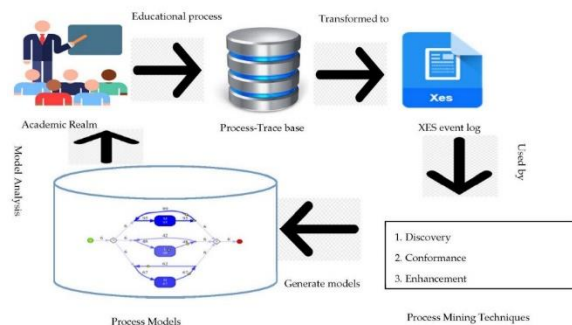 Educational process
Transformed to
Academic Realm
Process-Trace base
Xes
XES event log
Model Analysis
Used by
1. Discovery
2. Conformance
3. Enhancement
Generate models
Process Models
Process Mining Techniques